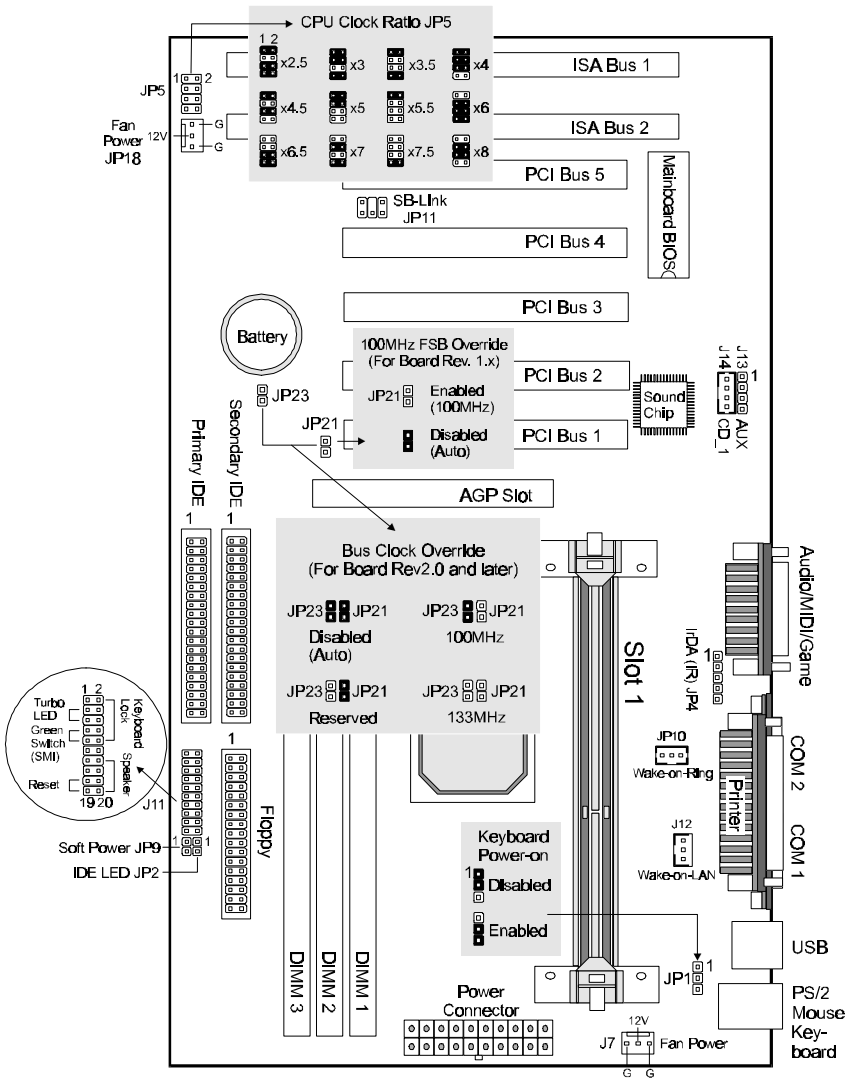 CPU Clock Ratio JP5
1 2
x2.5
x3
x3.5
x4
x4.5
x5
x5.5
x6
x6.5
x7
x7.5
x8
1
2
JP5
Fan
Power
JP18
12V
G
G
ISA Bus 1
ISA Bus 2
PCI Bus 5
SB-Link
JP11
PCI Bus 4
Mainboard BIOS
PCI Bus 3
Battery
100MHz FSB Override
(For Board Rev. 1.x)
JP21
Enabled
(100MHz)
Disabled
(Auto)
PCI Bus 2
PCI Bus 1
JP23
JP21
Sound
Chip
J14
CD_1
J13
1
AUX
Primary IDE
Secondary IDE
1
1
AGP Slot
Bus Clock Override
(For Board Rev2.0 and later)
JP23
JP21
Disabled
(Auto)
JP23
JP21
100MHz
JP23
JP21
Reserved
JP23
JP21
133MHz
Slot 1
Audio/MIDI/Game
1
IrDA (IR) JP4
1 2
Turbo
LED
Green
Switch
(SMI)
Reset
Keyboard
Lock
Speaker
19 20
J11
1
Floppy
Soft Power JP9
1
1
IDE LED JP2
JP10
Wake-on-Ring
J12
Wake-on-LAN
Printer
COM 2
COM 1
Keyboard
Power-on
1
Disabled
Enabled
JP1
1
DIMM 3
DIMM 2
DIMM 1
Power
Connector
USB
PS/2
Mouse
Key-
board
12V
J7
Fan Power
G
G